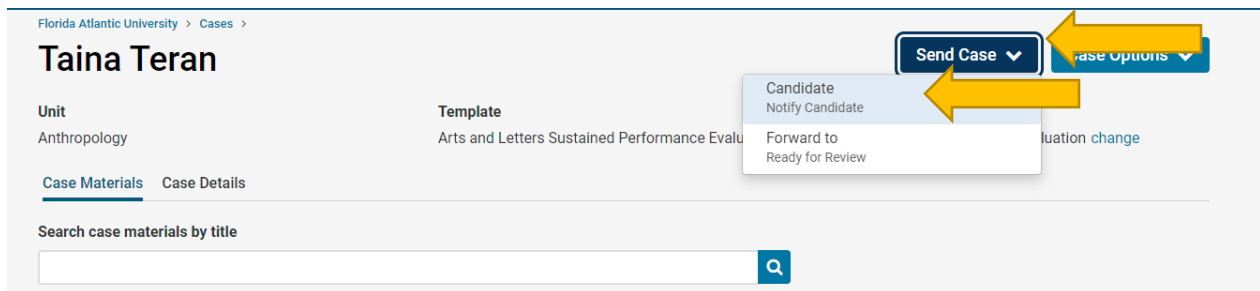 Florida Atlantic University > Cases >
Taina Teran
Send Case
Case Options
Candidate
Notify Candidate
Forward to
Ready for Review
Unit
Template
Anthropology
Arts and Letters Sustained Performance Evalu
luation change
Case Materials Case Details
Search case materials by title